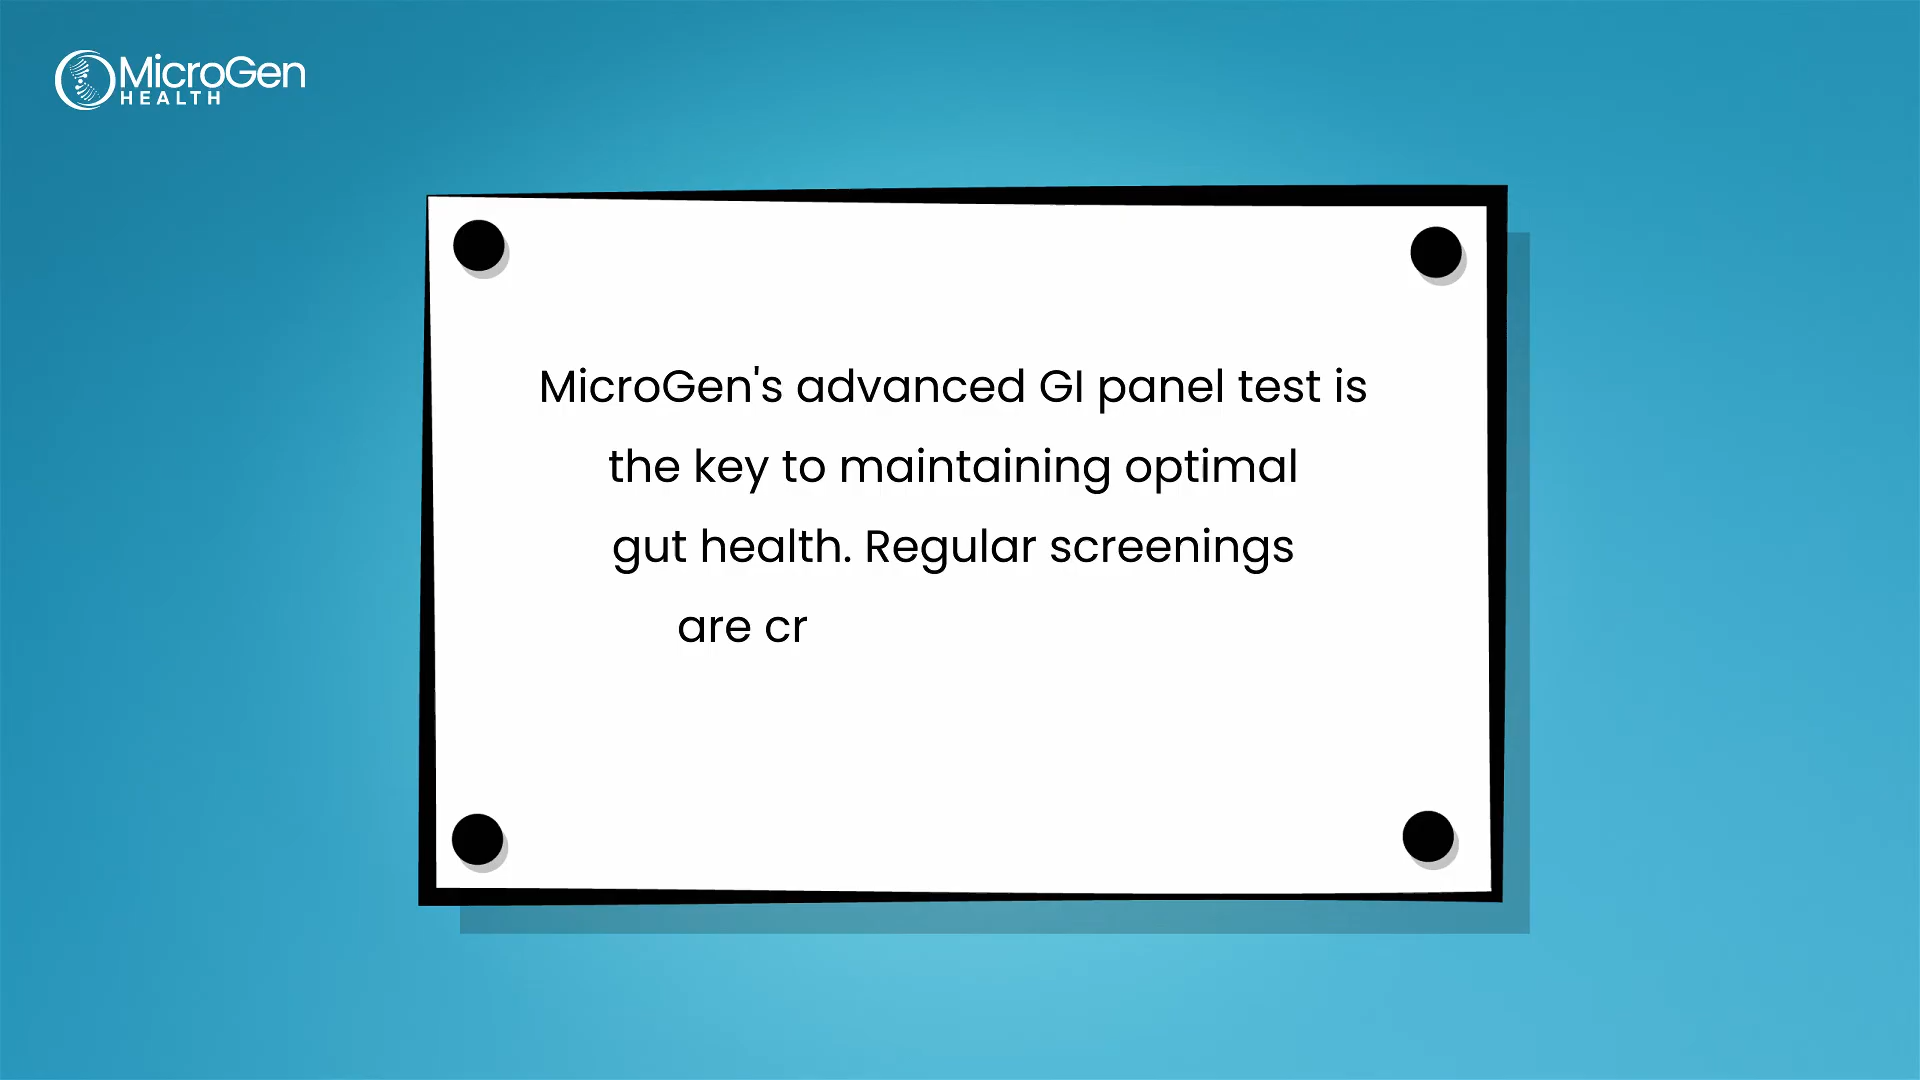 MicroGen
HEALTH
MicroGen's advanced GI panel test is
the key to maintaining optimal
gut health. Regular screenings
are cr